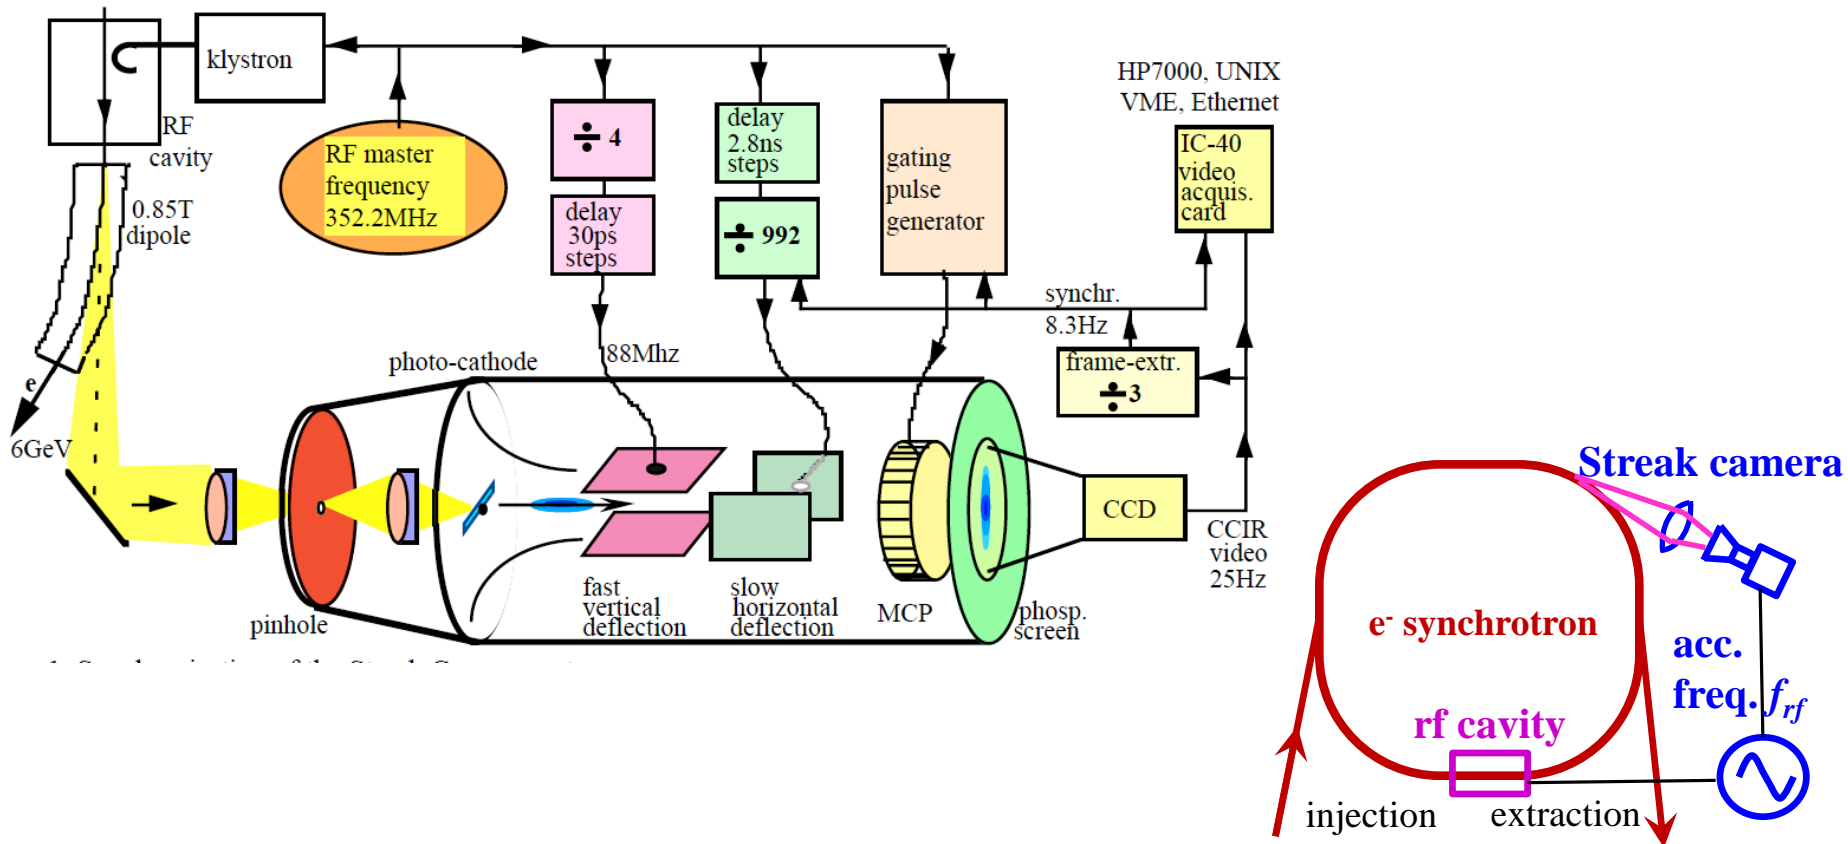 klystron
RF
cavity
RF master
frequency
352.2MHz
0.85T
dipole
e
6GeV
÷ 4
delay
30ps
steps
88Mhz
delay
2.8ns
steps
÷ 992
gating
pulse
generator
HP7000, UNIX
VME, Ethernet
IC-40
video
acquis.
card
synchr.
8.3Hz
frame-extr.
÷ 3
photo-cathode
pinhole
fast
vertical
deflection
slow
horizontal
deflection
MCP
phosp.
screen
CCD
CCIR
video
25Hz
Streak camera
e- synchrotron
acc.
freq. frf
rf cavity
injection
extraction